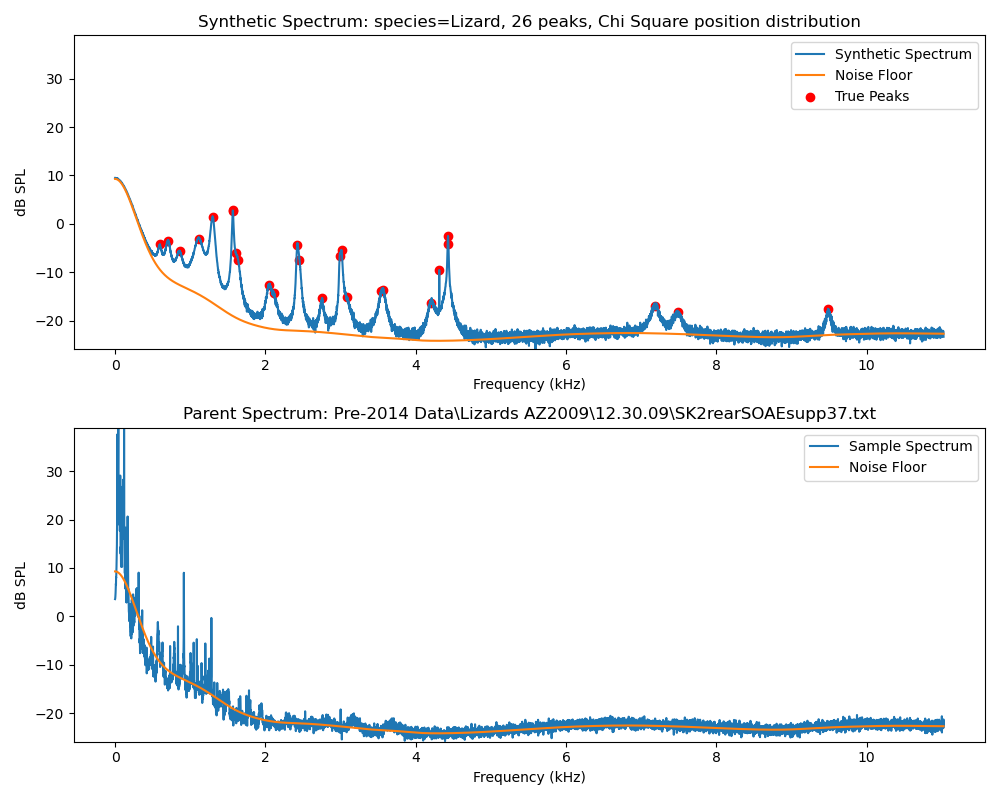 Synthetic Spectrum: species=Lizard, 26 peaks, Chi Square position distribution
Synthetic Spectrum
Noise Floor
True Peaks
dB SPL
30
20
10
0
−10
−20
0 2 4 6 8 10
Frequency (kHz)
Parent Spectrum: Pre-2014 Data\Lizards AZ2009\12.30.09\SK2rearSOAEsupp37.txt
Sample Spectrum
Noise Floor
dB SPL
30
20
10
0
−10
−20
0 2 4 6 8 10
Frequency (kHz)